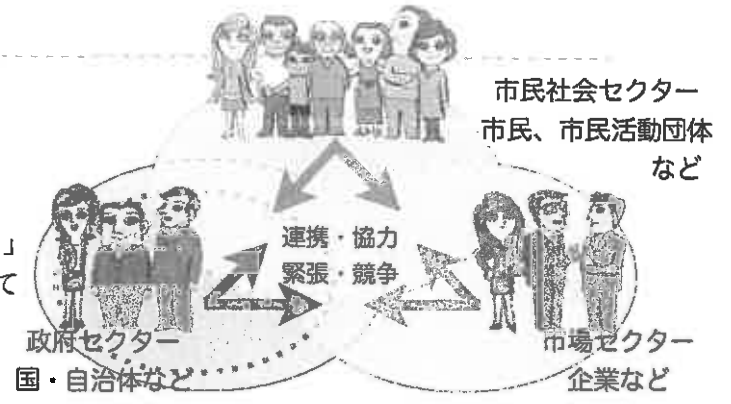 市民社会セクター
市民、市民活動団体
など
連携・協力
緊張・競争
」
て
政府セクター
国・自治体など
市場セクター
企業など